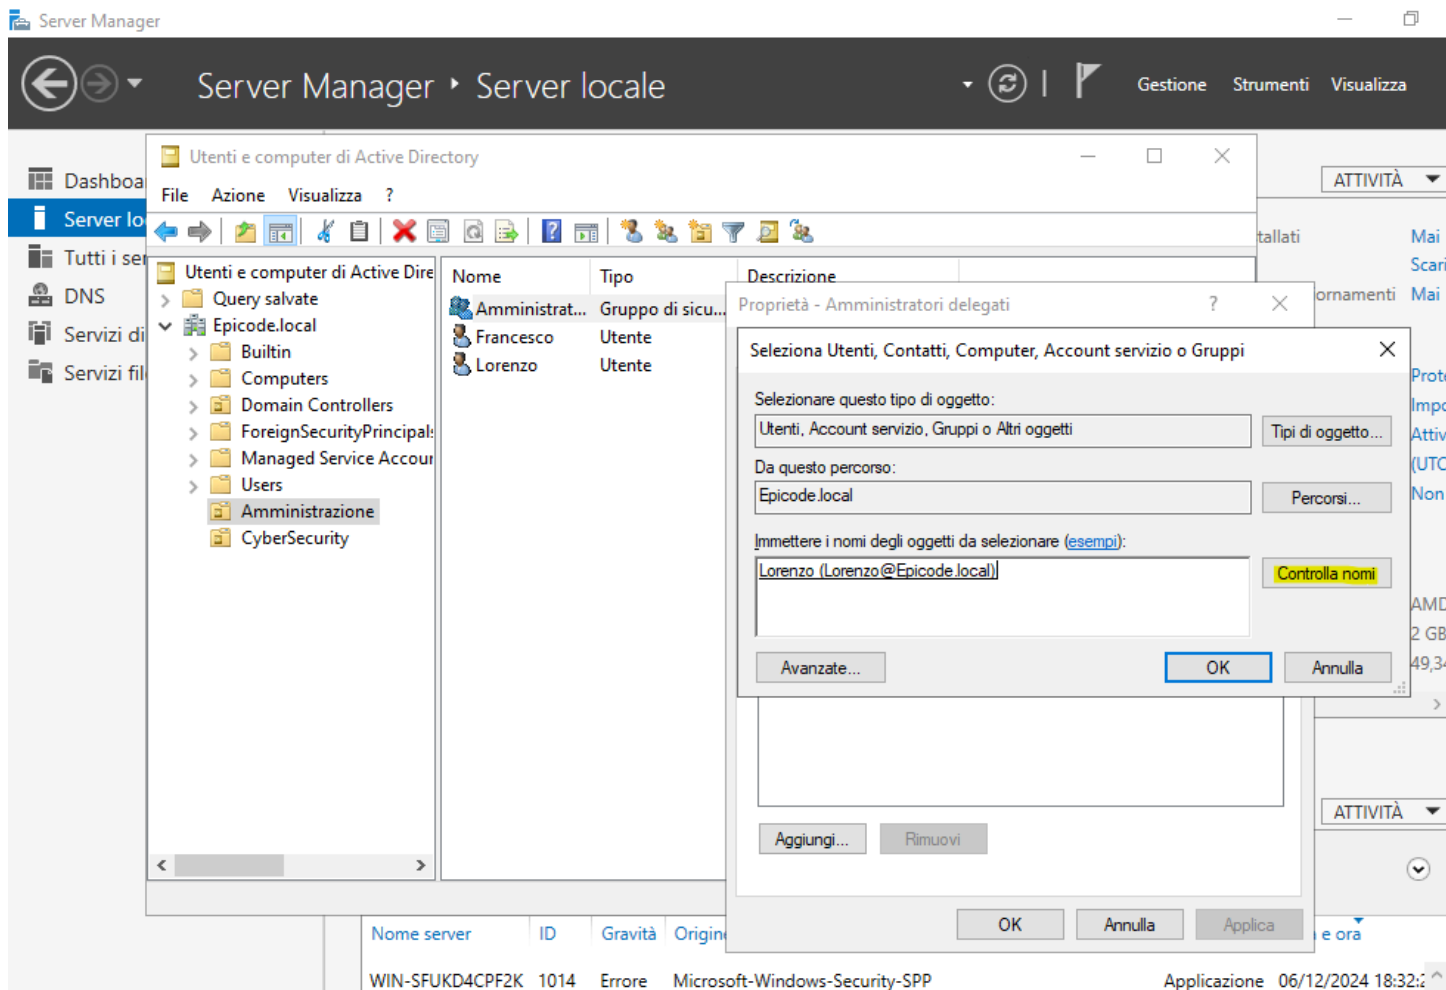 Server Manager
Server Manager ‣ Server locale
Gestione Strumenti Visualizza
Utenti e computer di Active Directory
File Azione Visualizza ?
Dashboa
Server lo
Tutti i ser
DNS
Servizi di
Servizi fil
Utenti e computer di Active Dire
Query salvate
Epicode.local
Builtin
Computers
Domain Controllers
ForeignSecurityPrincipals
Managed Service Accour
Users
Amministrazione
CyberSecurity
Nome Tipo Descrizione
Amministrat... Gruppo di sicu...
Francesco Utente
Lorenzo Utente
Proprietà - Amministratori delegati ?
Seleziona Utenti, Contatti, Computer, Account servizio o Gruppi
Selezionare questo tipo di oggetto:
Utenti, Account servizio, Gruppi o Altri oggetti
Tipi di oggetto...
Da questo percorso:
Epicode.local
Percorsi...
Immettere i nomi degli oggetti da selezionare (esempi):
Lorenzo (Lorenzo@Epicode.local)
Controlla nomi
Avanzate...
OK
Annulla
Aggiungi...
Rimuovi
OK
Annulla
Applica
ATTIVITÀ
tallati
Mai
Scari
ornamenti
Mai
Prote
Impo
Attiv
(UTC
Non
AMD
2 GB
49,34
ATTIVITÀ
Nome server ID Gravità Origine e ora
WIN-SFUKD4CPF2K 1014 Errore Microsoft-Windows-Security-SPP Applicazione 06/12/2024 18:32:2